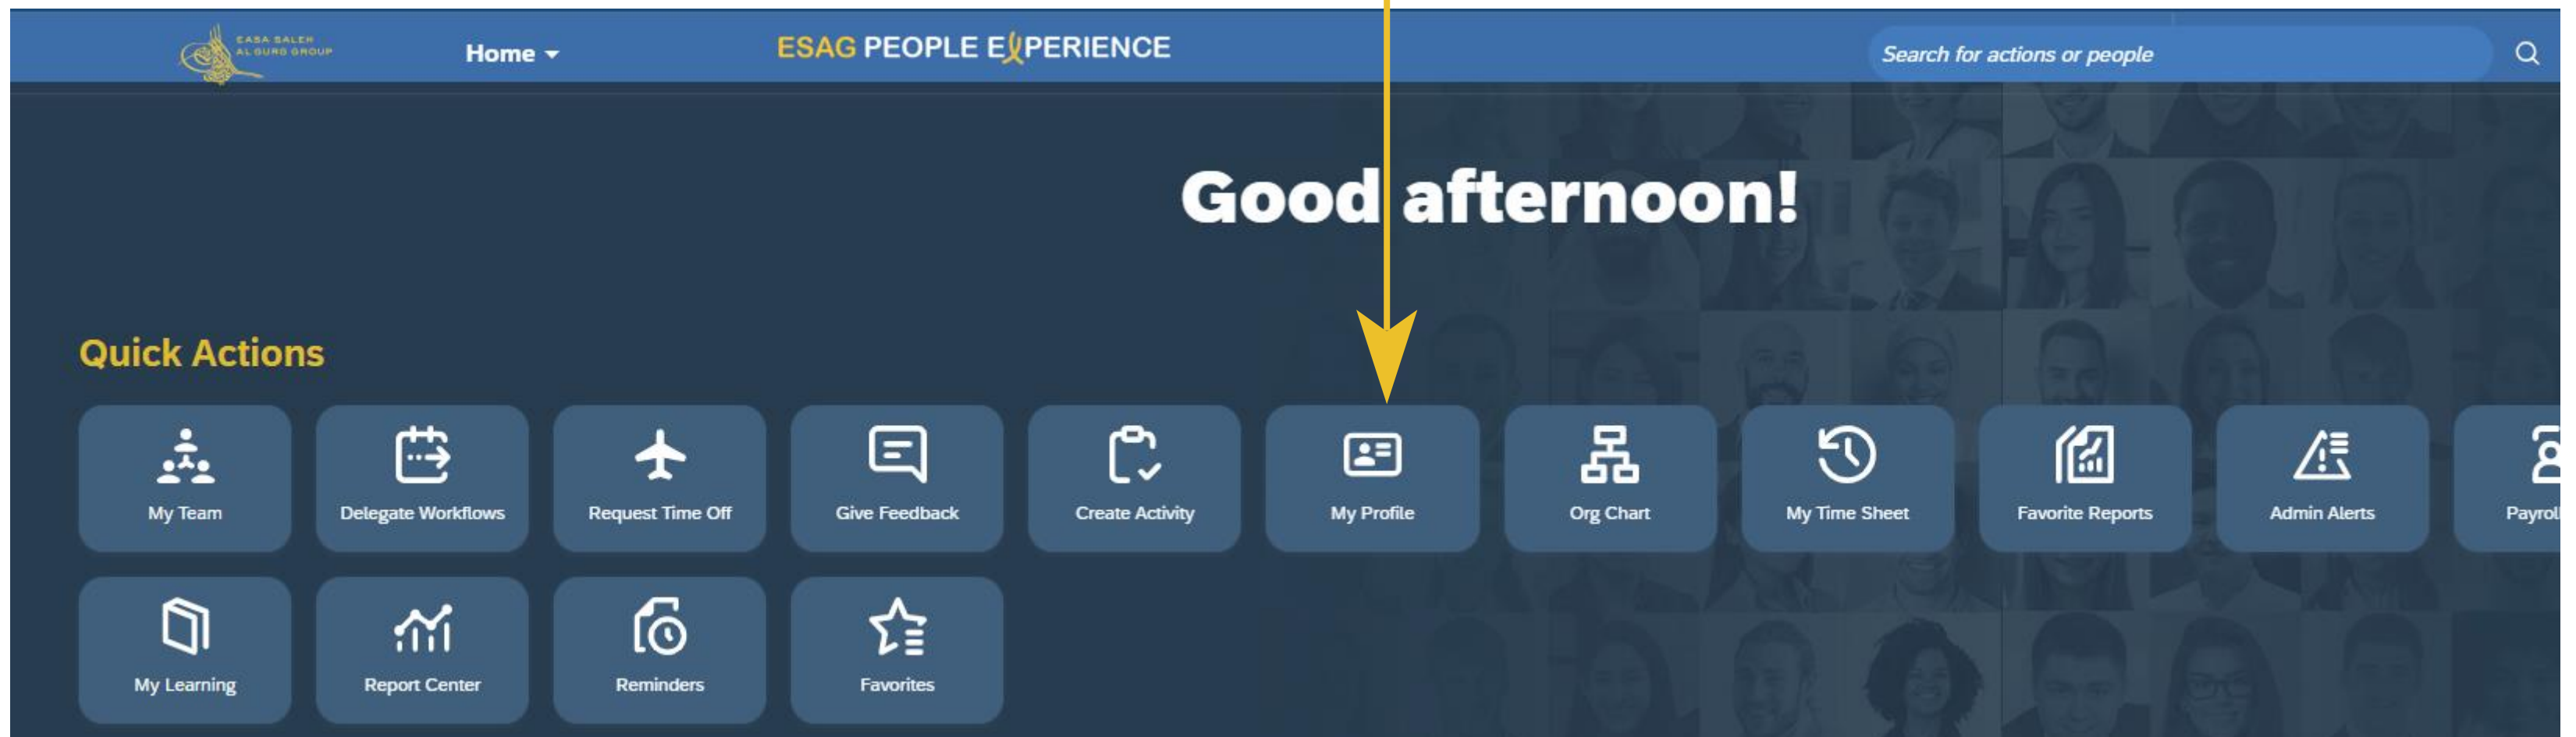 EASA SALEH
AL GURG GROUP
Home
ESAG PEOPLE EXPERIENCE
Search for actions or people
Good afternoon!
Quick Actions
My Team
Delegate Workflows
Request Time Off
Give Feedback
Create Activity
My Profile
Org Chart
My Time Sheet
Favorite Reports
Admin Alerts
Payroll
My Learning
Report Center
Reminders
Favorites